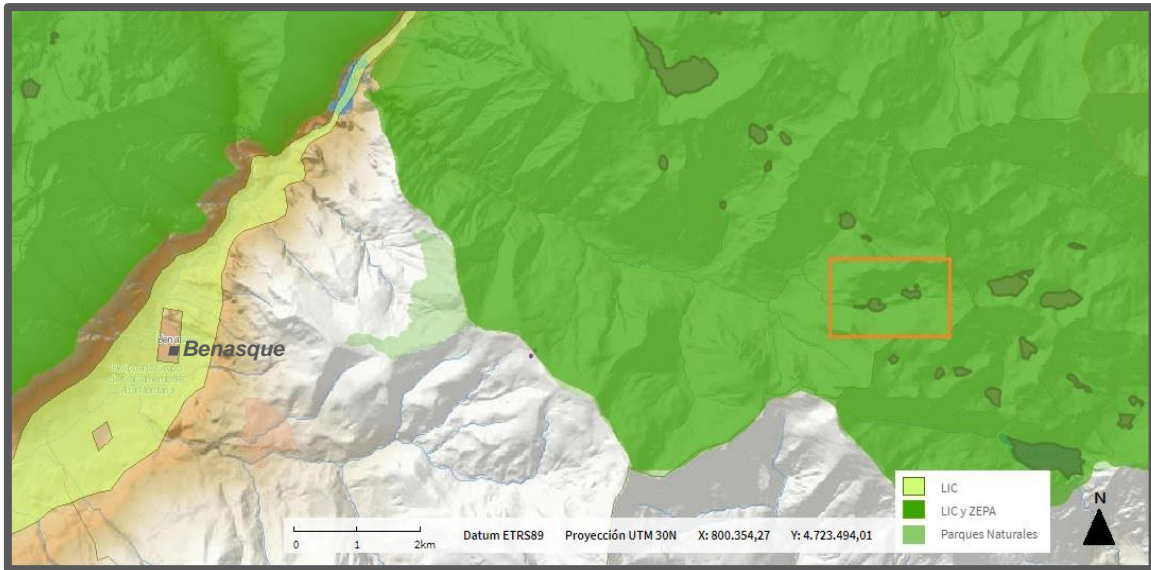 Bena
Benasque
LIC
LIC y ZEPA
Parques Naturales
N
0 1 2km
Datum ETRS89 Proyección UTM 30N X: 800.354,27 Y: 4.723.494,01